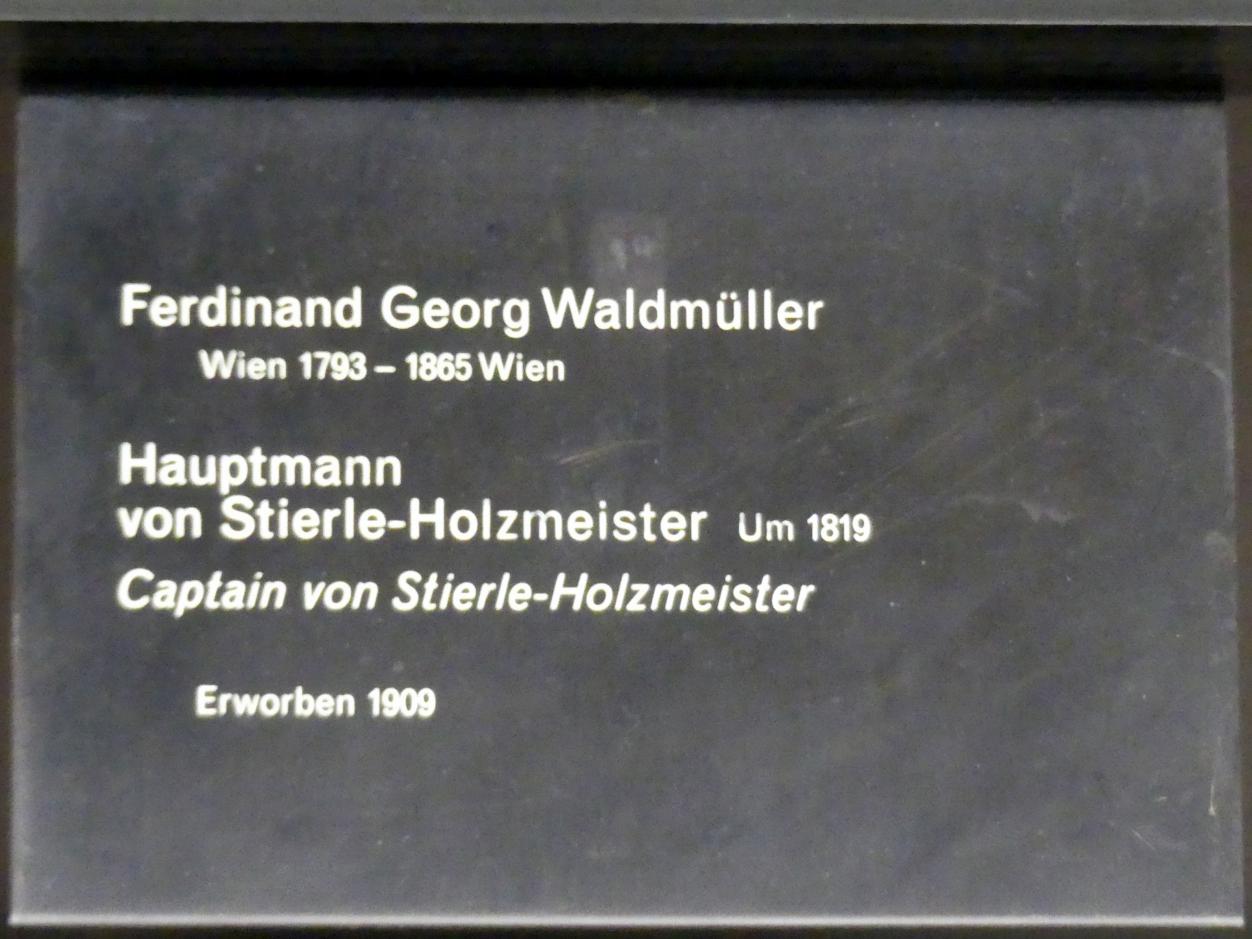 Ferdinand Georg Waldmüller
Wien 1793 – 1865 Wien
Hauptmann
von Stierle-Holzmeister Um 1819
Captain von Stierle-Holzmeister
Erworben 1909